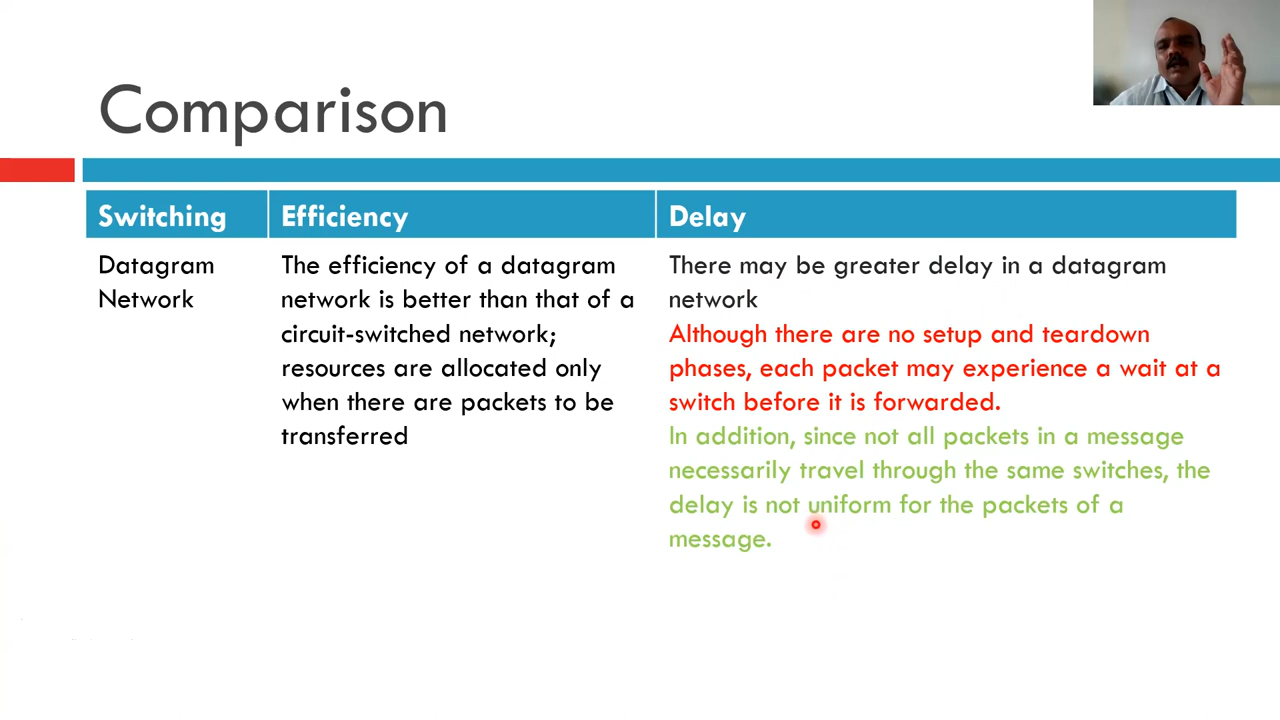 Comparison
Switching
Efficiency
Delay
Datagram
Network
The efficiency of a datagram
network is better than that of a
circuit-switched network;
resources are allocated only
when there are packets to be
transferred
There may be greater delay in a datagram
network
Although there are no setup and teardown
phases, each packet may experience a wait at a
switch before it is forwarded.
In addition, since not all packets in a message
necessarily travel through the same switches, the
delay is not uniform for the packets of a
message.